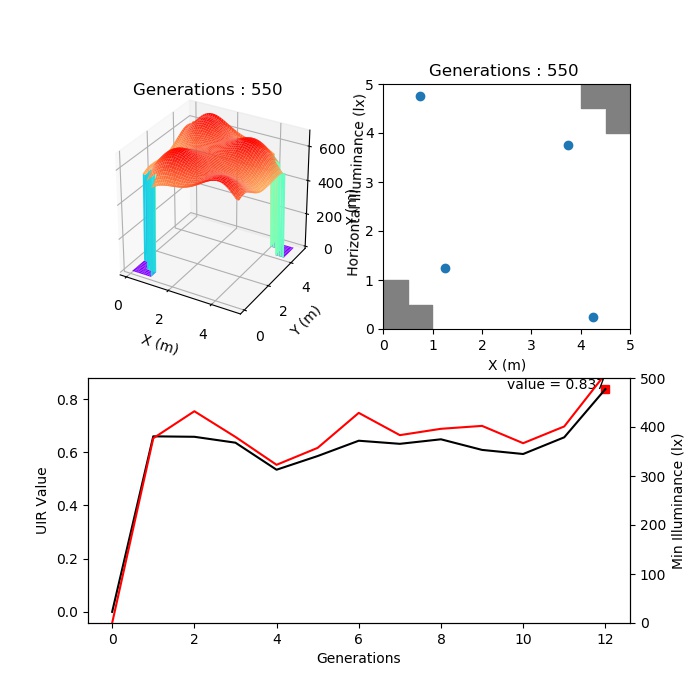 Generations : 550
600
400
200
0
Horizontal Illuminance (lx)
0
2
4
X (m)
0
2
4
Y (m)
Generations : 550
5
4
3
2
1
0
Y (m)
0 1 2 3 4 5
X (m)
value = 0.837
0.8
0.6
0.4
0.2
0.0
UIR Value
500
400
300
200
100
0
Min Illuminance (lx)
0 2 4 6 8 10 12
Generations